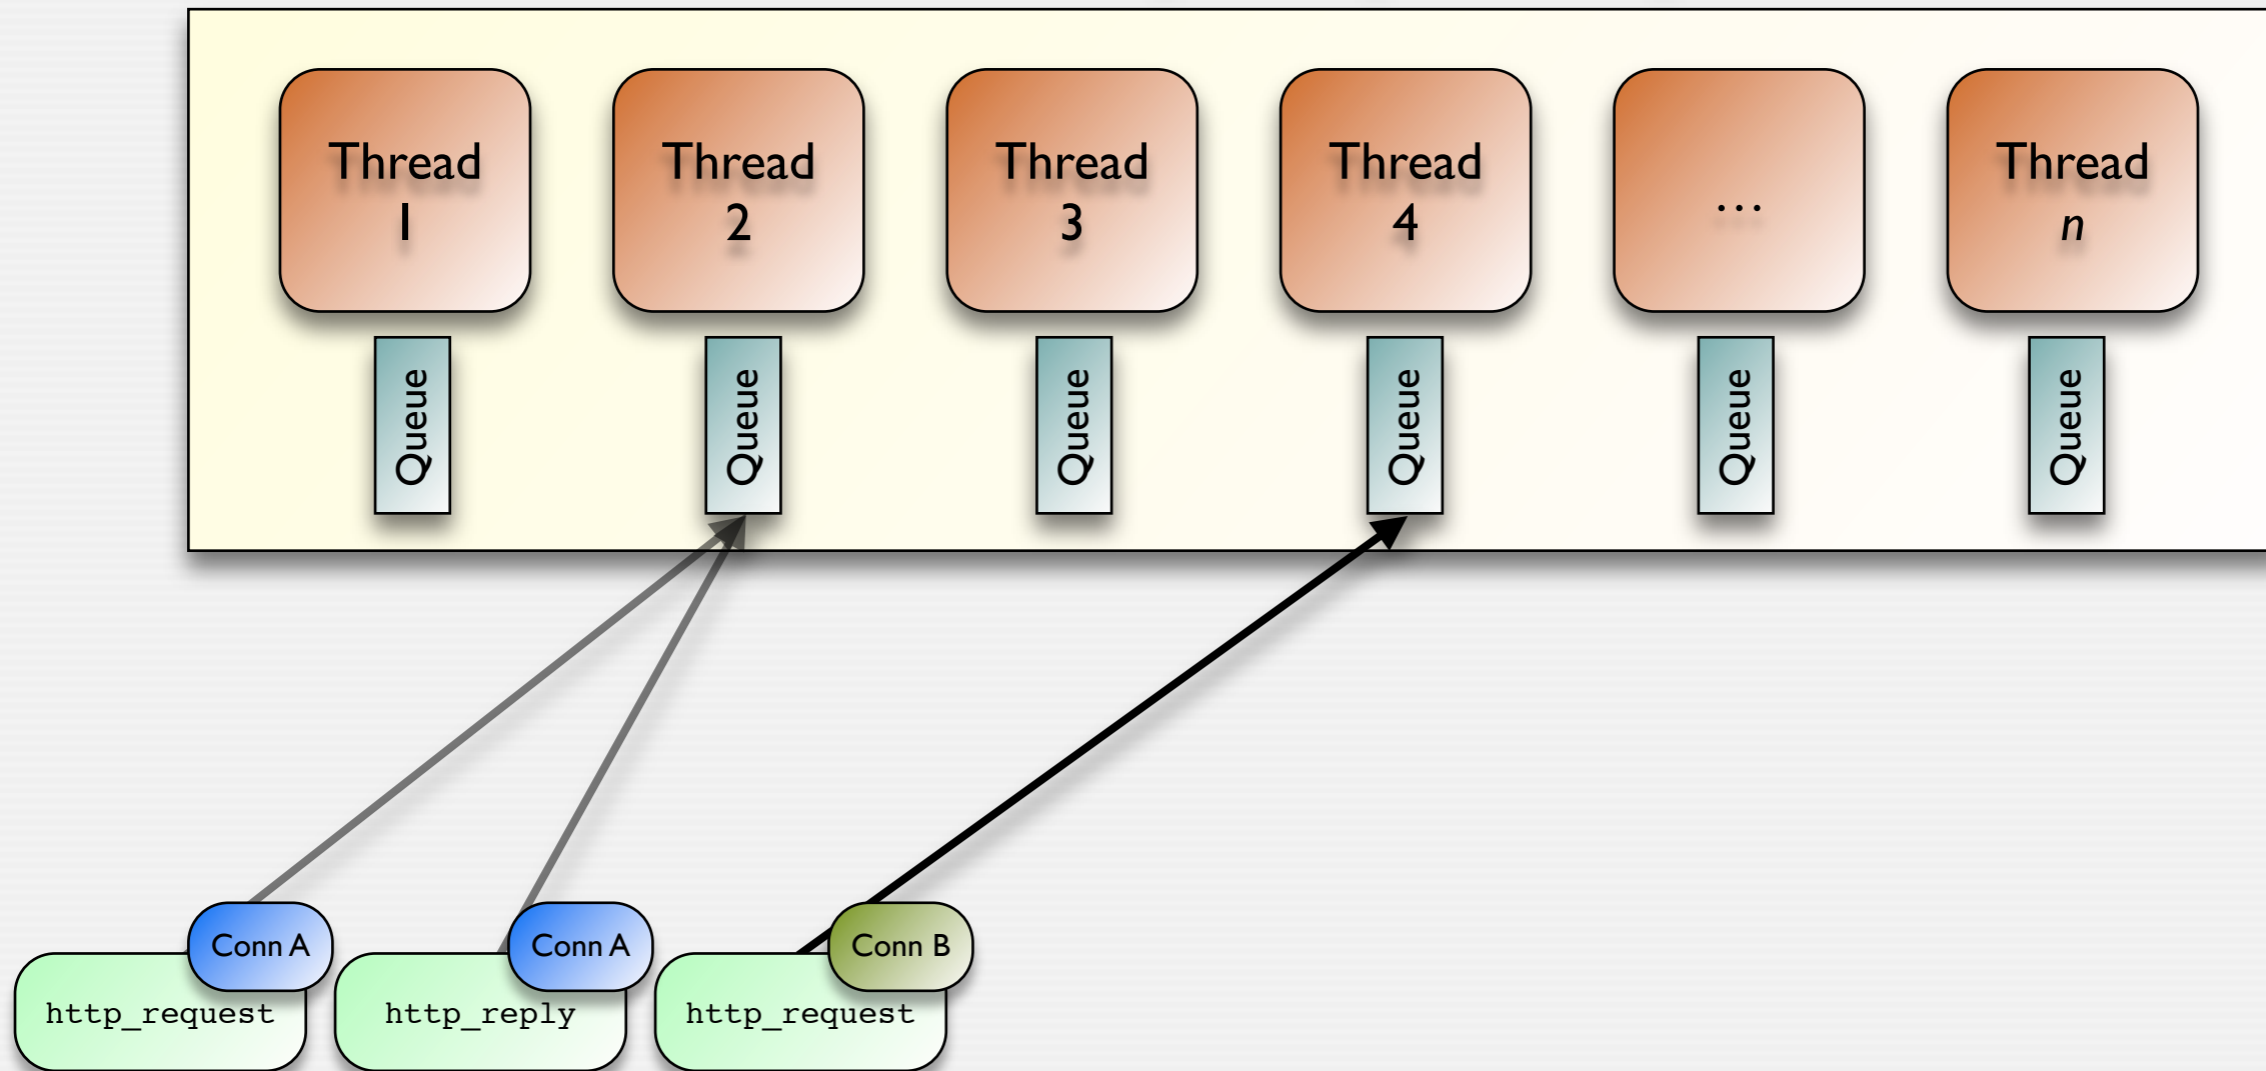 Thread
1
Thread
2
Thread
3
Thread
4
...
Thread
n
Queue
Queue
Queue
Queue
Queue
Queue
Conn A
http_request
Conn A
http_reply
Conn B
http_request